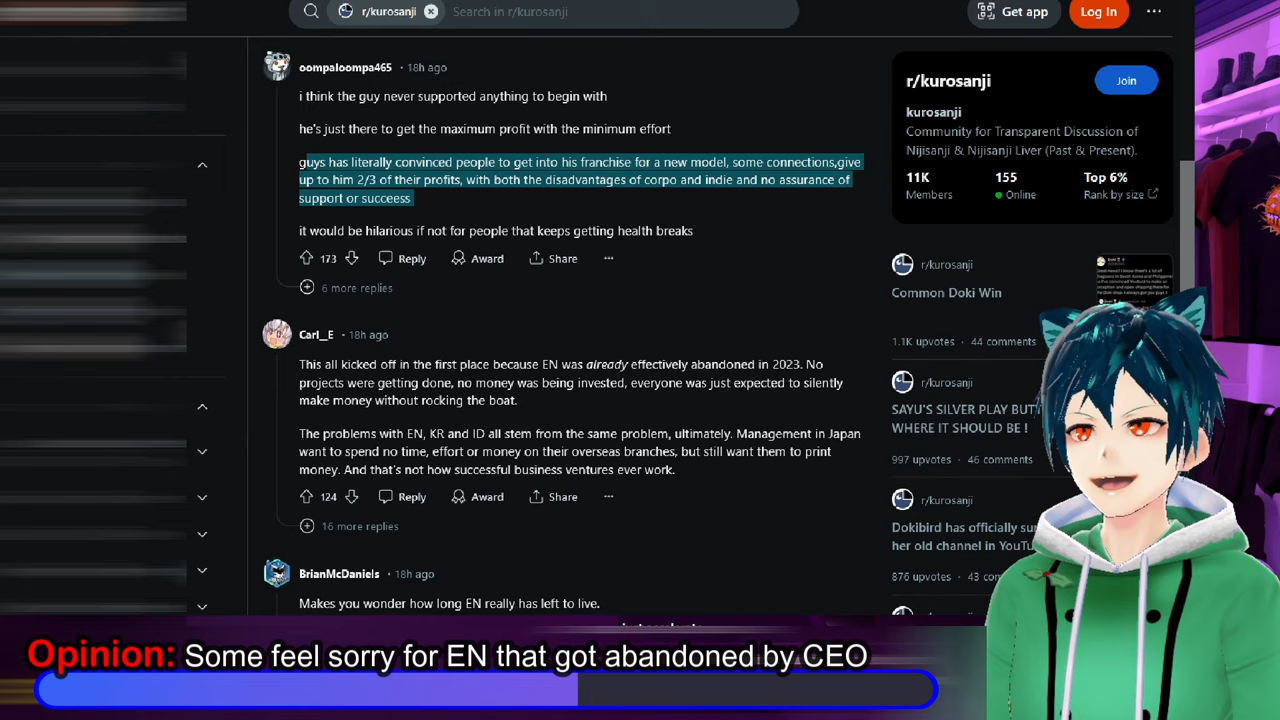 r/kurosanji
Search in r/kurosanji
Get app
Log In
oompaloompa465 • 18h ago
i think the guy never supported anything to begin with
he's just there to get the maximum profit with the minimum effort
guys has literally convinced people to get into his franchise for a new model, some connections,give
up to him 2/3 of their profits, with both the disadvantages of corpo and indie and no assurance of
support or succeess
it would be hilarious if not for people that keeps getting health breaks
173 Reply Award Share
6 more replies
Carl__E • 18h ago
This all kicked off in the first place because EN was already effectively abandoned in 2023. No
projects were getting done, no money was being invested, everyone was just expected to silently
make money without rocking the boat.
The problems with EN, KR and ID all stem from the same problem, ultimately. Management in Japan
want to spend no time, effort or money on their overseas branches, but still want them to print
money. And that's not how successful business ventures ever work.
124 Reply Award Share
16 more replies
BrianMcDaniels • 18h ago
Makes you wonder how long EN really has left to live.
r/kurosanji
Join
kurosanji
Community for Transparent Discussion of
Nijisanji & Nijisanji Liver (Past & Present).
11K 155 Top 6%
Members Online Rank by size
r/kurosanji
Common Doki Win
1.1K upvotes • 44 comments
r/kurosanji
SAYU'S SILVER PLAY BUT
WHERE IT SHOULD BE !
997 upvotes • 46 comments
r/kurosanji
Dokibird has officially su
her old channel in YouTu
876 upvotes • 43 com
Opinion: Some feel sorry for EN that got abandoned by CEO